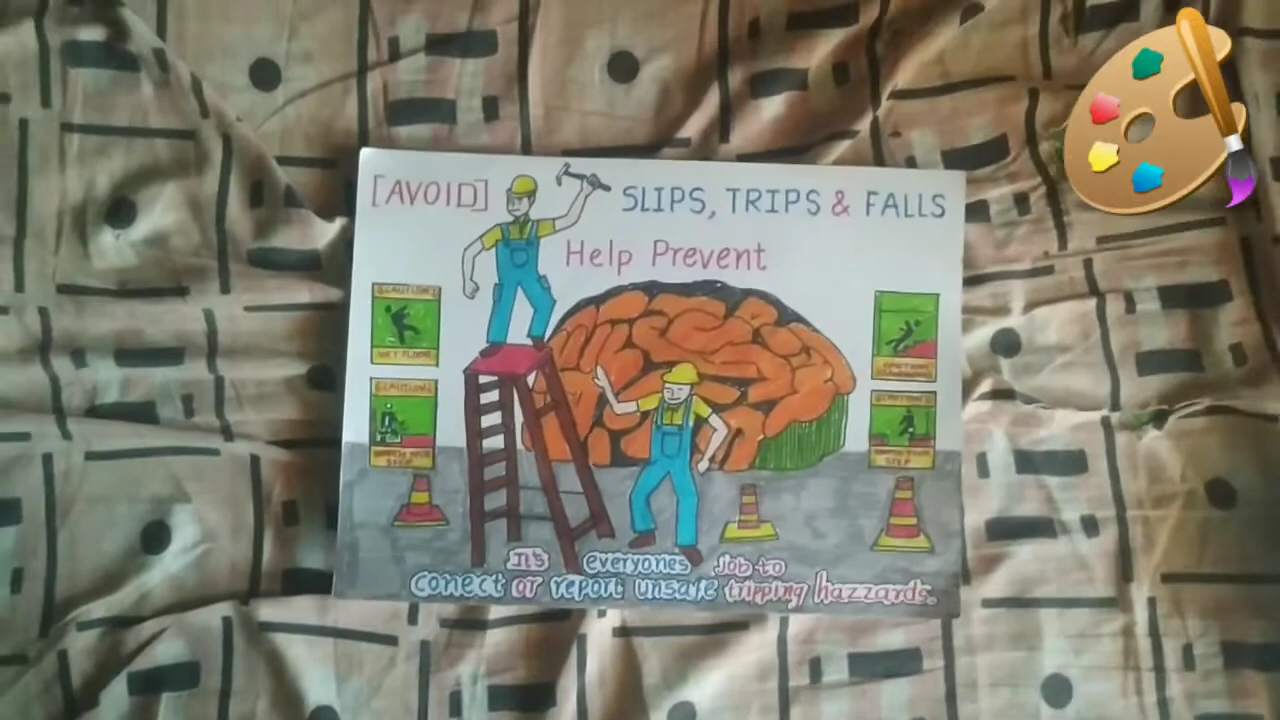 [AVOID] SLIPS, TRIPS & FALLS
Help Prevent
CAUTION!
WET FLOOR
CAUTION!
WATCH YOUR
STEP
CAUTION!
WATCH YOUR
STEP
It's everyones Job to
conect or report unsafe tripping hazzards.